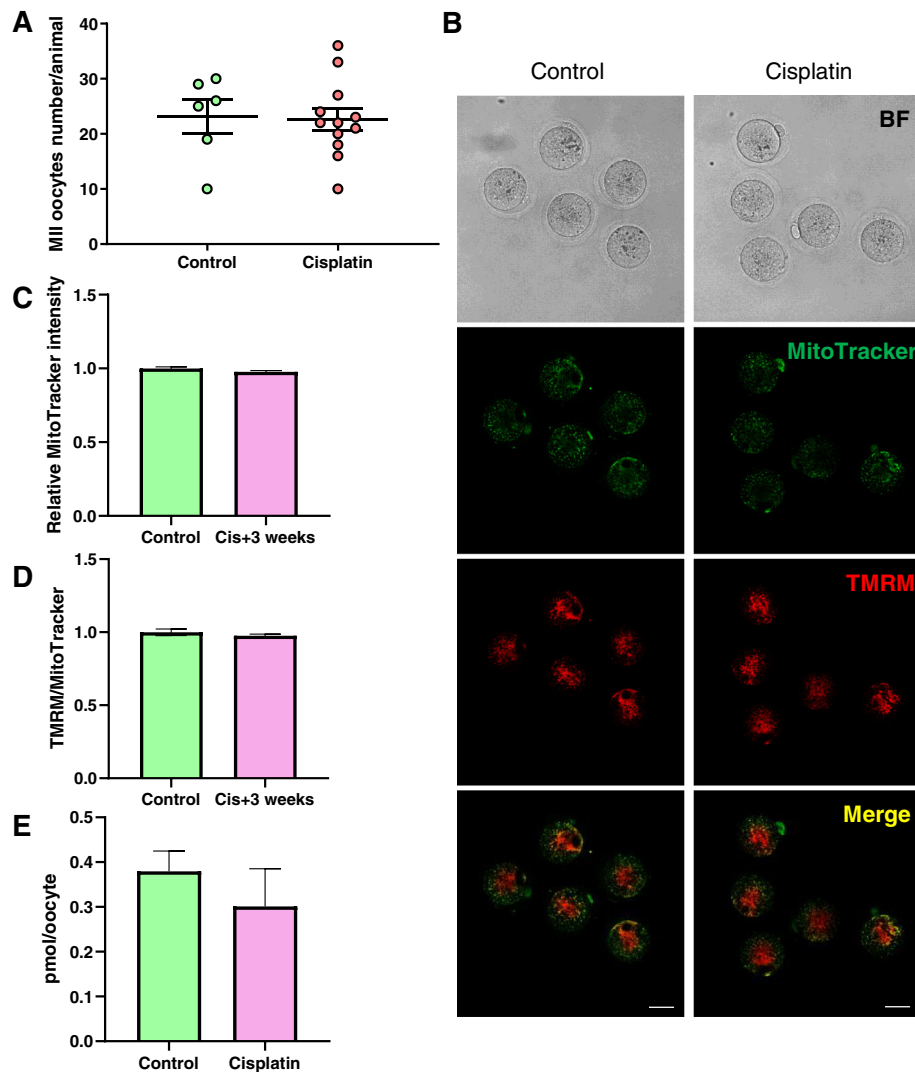 A
MII oocytes number/animal
40
30
20
10
0
Control Cisplatin
B
Control Cisplatin
BF
MitoTracker
TMRM
Merge
C
Relative MitoTracker intensity
1.5
1.0
0.5
0.0
Control Cis+3 weeks
D
TMRM/MitoTracker
1.5
1.0
0.5
0.0
Control Cis+3 weeks
E
pmol/oocyte
0.5
0.4
0.3
0.2
0.1
0.0
Control Cisplatin